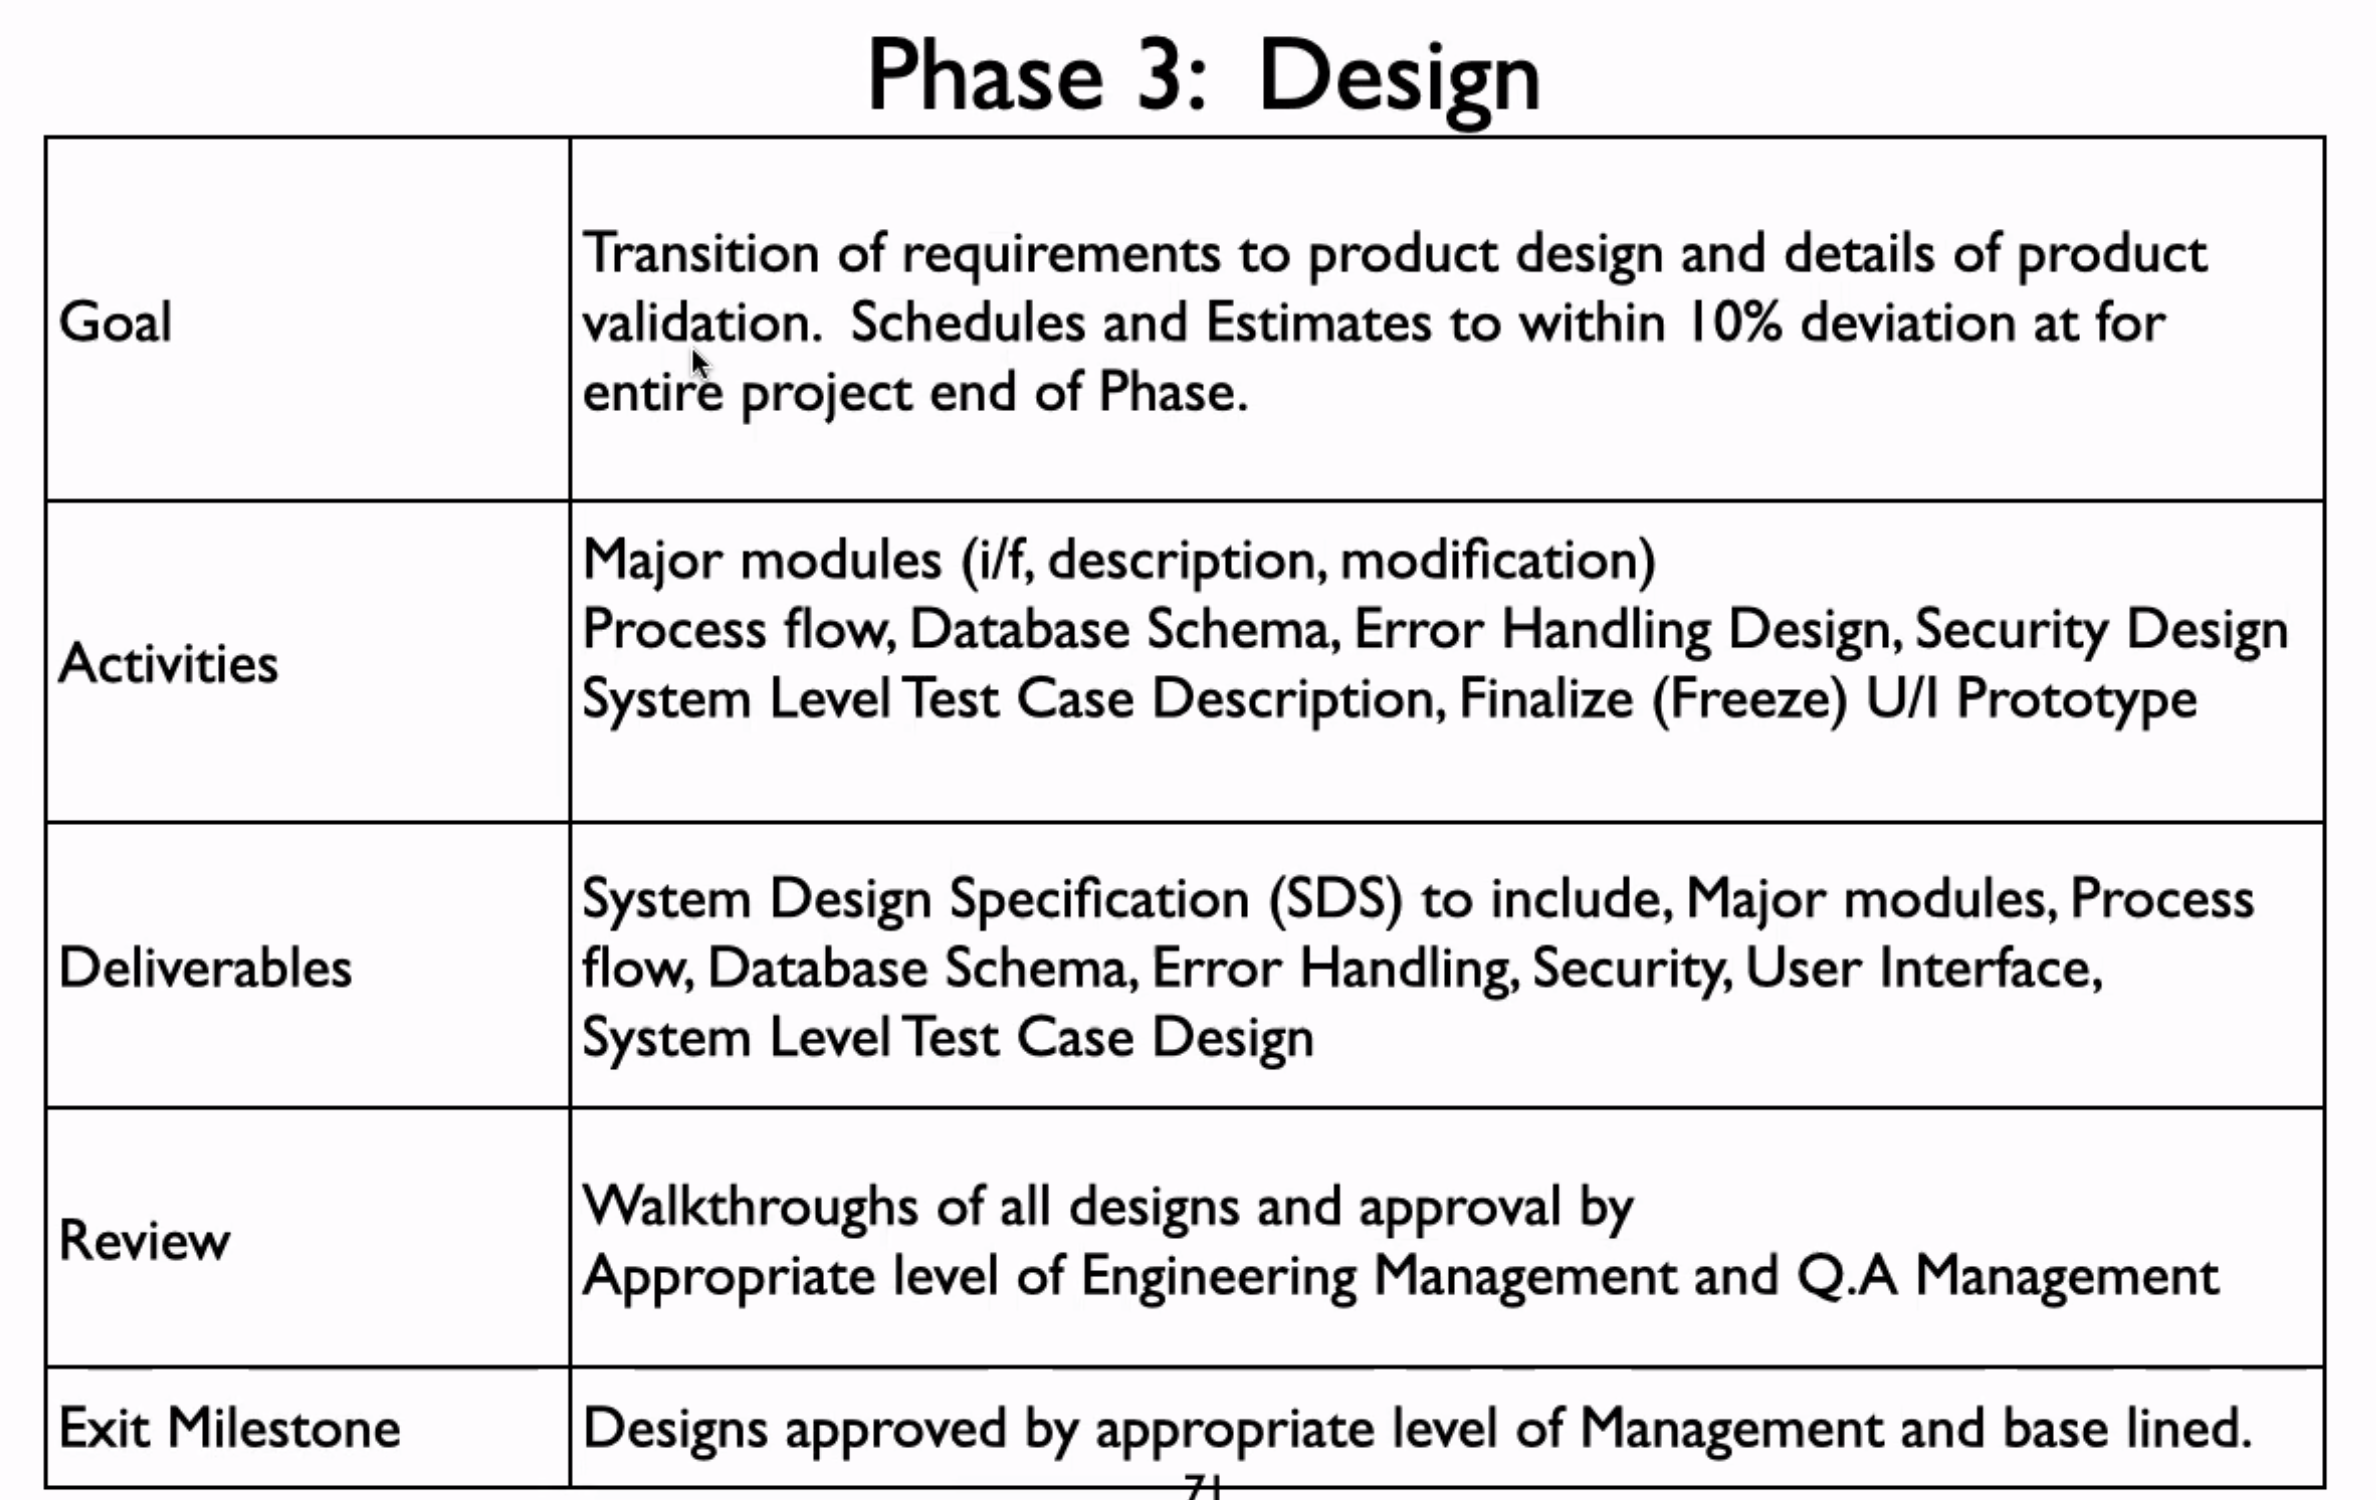 Phase 3: Design
Goal
Transition of requirements to product design and details of product
validation. Schedules and Estimates to within 10% deviation at for
entire project end of Phase.
Activities
Major modules (i/f, description, modification)
Process flow, Database Schema, Error Handling Design, Security Design
System Level Test Case Description, Finalize (Freeze) U/I Prototype
Deliverables
System Design Specification (SDS) to include, Major modules, Process
flow, Database Schema, Error Handling, Security, User Interface,
System Level Test Case Design
Review
Walkthroughs of all designs and approval by
Appropriate level of Engineering Management and Q.A Management
Exit Milestone
Designs approved by appropriate level of Management and base lined.
71